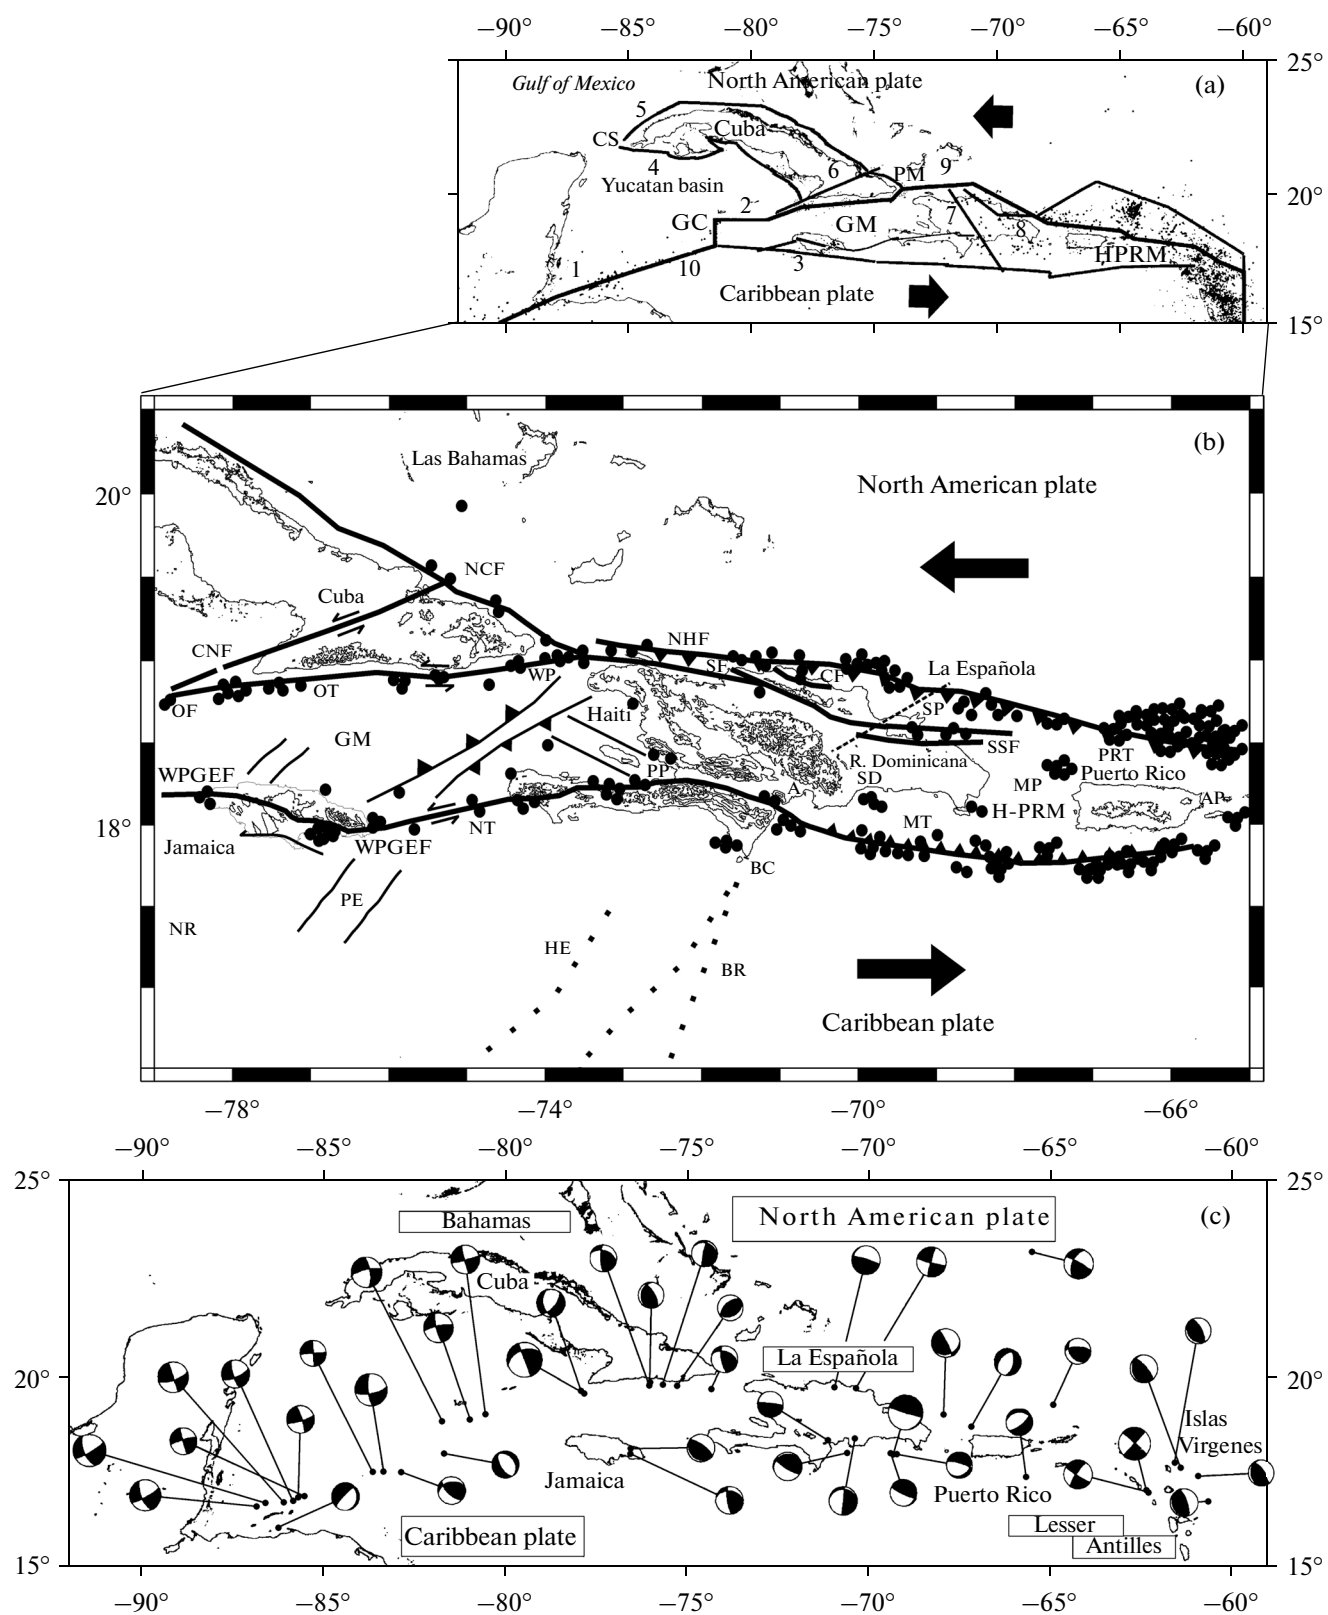 −90° −85° −80° −75° −70° −65° −60°
25°
Gulf of Mexico North American plate (a)
5
CS Cuba
4 6 PM 9
Yucatan basin
20°
2 7
GC GM 8
HPRM
1 10 3
Caribbean plate
15°
(b)
Las Bahamas
North American plate
20°
NCF
Cuba
NHF
CNF
SF La Española
WP CF
OT
OF Haiti SP
GM SSF
PRT
R. Dominicana
WPGEF PP SD MP Puerto Rico
A AP
H-PRM
NT MT
18°
Jamaica WPGEF
BC
PE
NR
HE
BR
Caribbean plate
−78° −74° −70° −66°
−90° −85° −80° −75° −70° −65° −60°
25° 25°
Bahamas North American plate (c)
Cuba
La Española
20° 20°
Islas
Virgenes
Jamaica
Puerto Rico
Lesser
Caribbean plate
Antilles
15° 15°
−90° −85° −80° −75° −70° −65° −60°